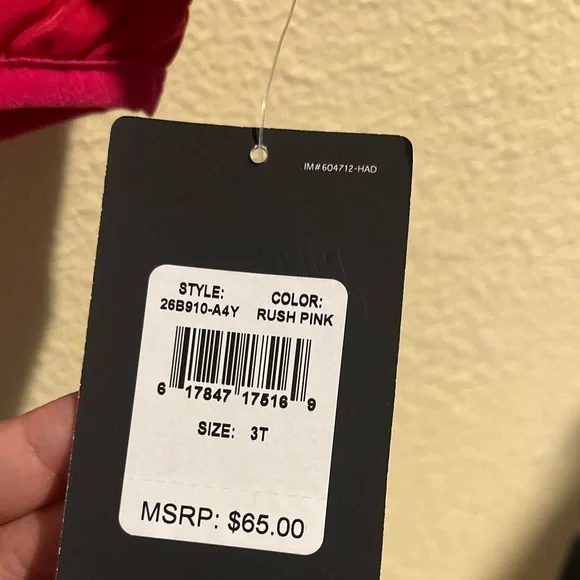 IM#604712-HAD
STYLE: COLOR:
26B910-A4Y RUSH PINK
6 17847 17516 9
SIZE: 3T
MSRP: $65.00